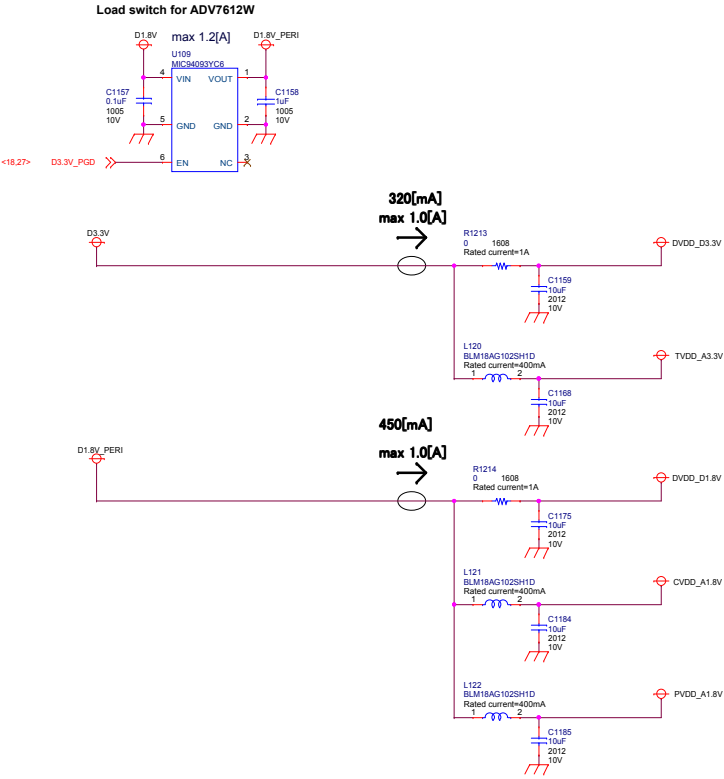 Load switch for ADV7612W
D1.8V
max 1.2[A]
D1.8V_PERI
U109
MIC94093YC6
4
VIN
VOUT
1
C1157
0.1uF
1005
10V
C1158
1uF
1005
10V
5
GND
GND
2
<18,27>
D3.3V_PGD
6
EN
NC
3
320[mA]
max 1.0[A]
D3.3V
R1213
0
1608
Rated current=1A
DVDD_D3.3V
C1159
10uF
2012
10V
L120
BLM18AG102SH1D
Rated current=400mA
1
2
TVDD_A3.3V
C1168
10uF
2012
10V
450[mA]
max 1.0[A]
D1.8V_PERI
R1214
0
1608
Rated current=1A
DVDD_D1.8V
C1175
10uF
2012
10V
L121
BLM18AG102SH1D
Rated current=400mA
1
2
CVDD_A1.8V
C1184
10uF
2012
10V
L122
BLM18AG102SH1D
Rated current=400mA
1
2
PVDD_A1.8V
C1185
10uF
2012
10V